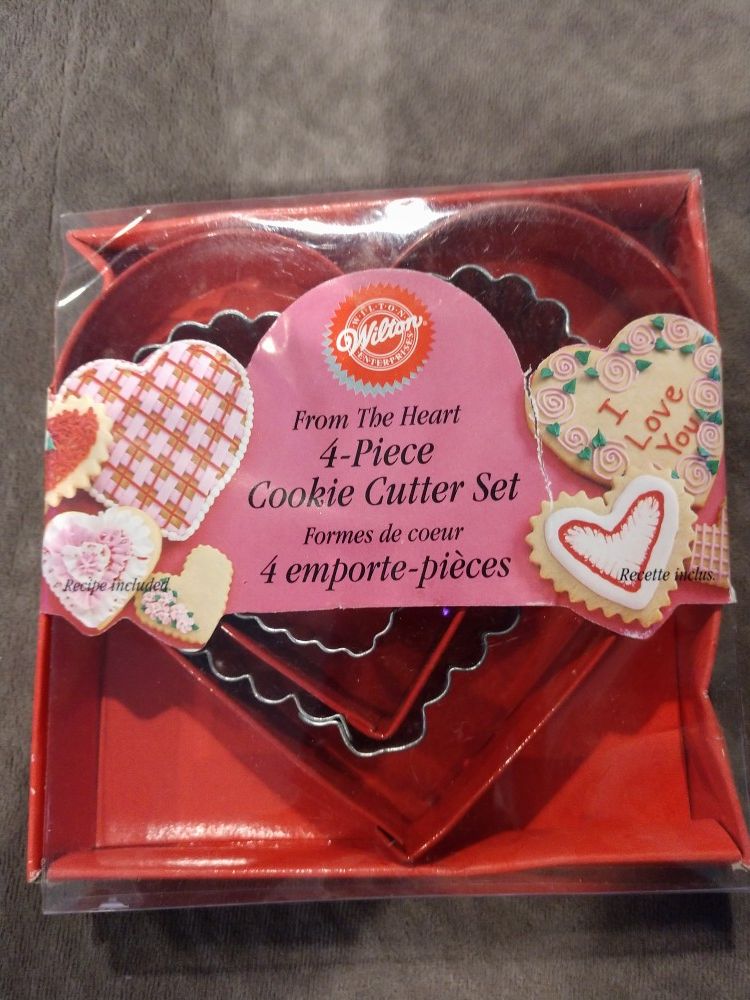 WILTON
Wilton
ENTERPRISES
From The Heart
4-Piece
Cookie Cutter Set
Formes de coeur
4 emporte-pièces
I
Love
You
Recipe included.
Recette inclus.